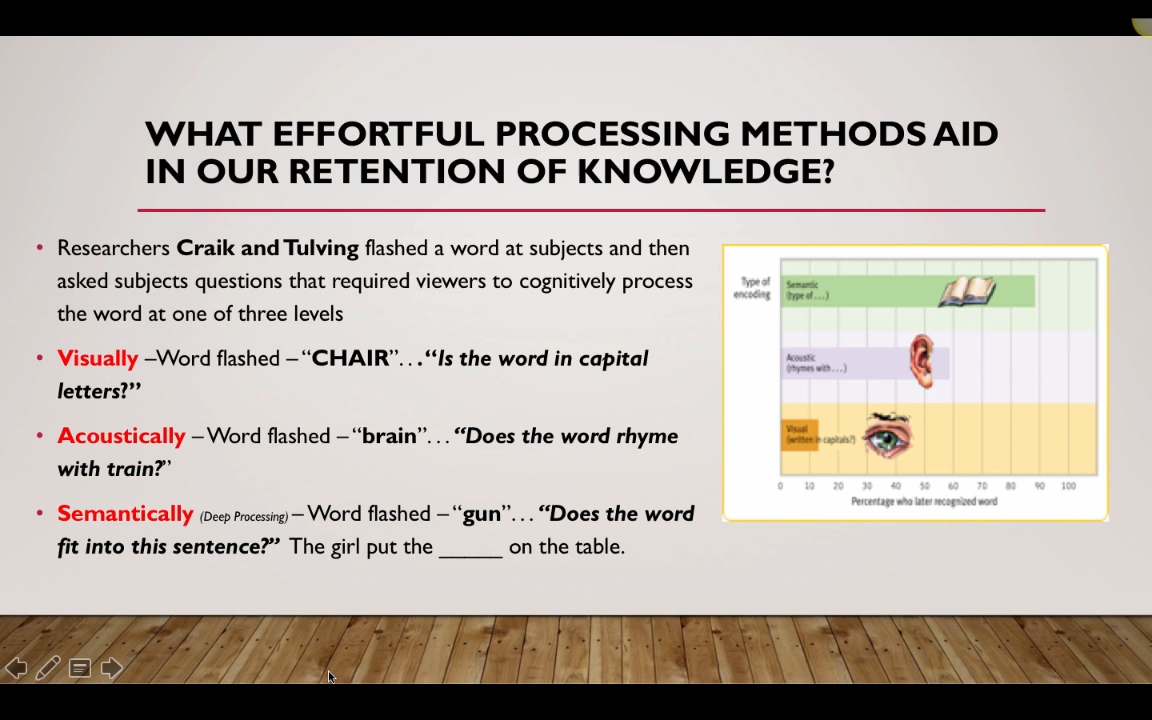 WHAT EFFORTFUL PROCESSING METHODS AID
IN OUR RETENTION OF KNOWLEDGE?
• Researchers Craik and Tulving flashed a word at subjects and then
asked subjects questions that required viewers to cognitively process
the word at one of three levels
• Visually –Word flashed – “CHAIR”. . .“Is the word in capital
letters?”
• Acoustically – Word flashed – “brain”. . . “Does the word rhyme
with train?”
• Semantically (Deep Processing) – Word flashed – “gun”. . . “Does the word
fit into this sentence?” The girl put the ______ on the table.
Type of
encoding
Semantic
(type of . . .)
Acoustic
(rhymes with . . .)
Visual
(written in capitals?)
0 10 20 30 40 50 60 70 80 90 100
Percentage who later recognized word